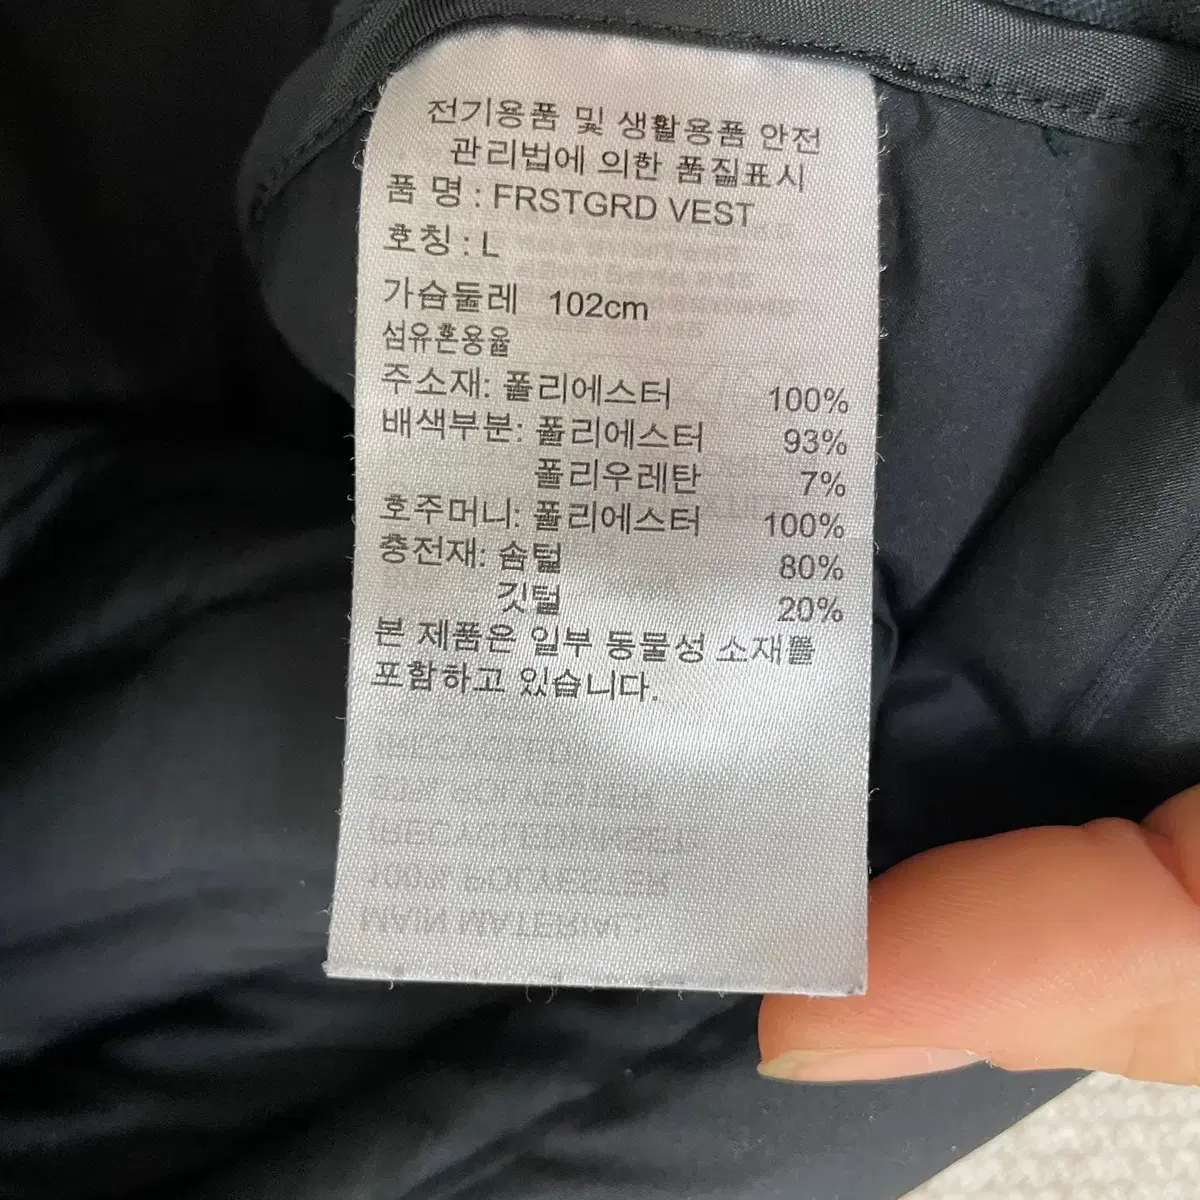 전기용품 및 생활용품 안전
관리법에 의한 품질표시
품 명 : FRSTGRD VEST
호칭 : L
가슴둘레 102cm
섬유혼용율
주소재: 폴리에스터 100%
배색부분: 폴리에스터 93%
폴리우레탄 7%
호주머니: 폴리에스터 100%
충전재: 솜털 80%
깃털 20%
본 제품은 일부 동물성 소재를
포함하고 있습니다.